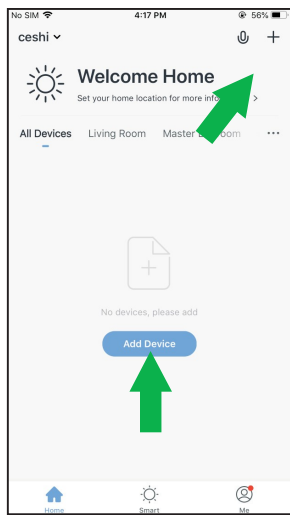 No SIM 4:17 PM 56%
ceshi
Welcome Home
Set your home location for more
All Devices Living Room Master ...
No devices, please add
Add Device
Home Smart Me